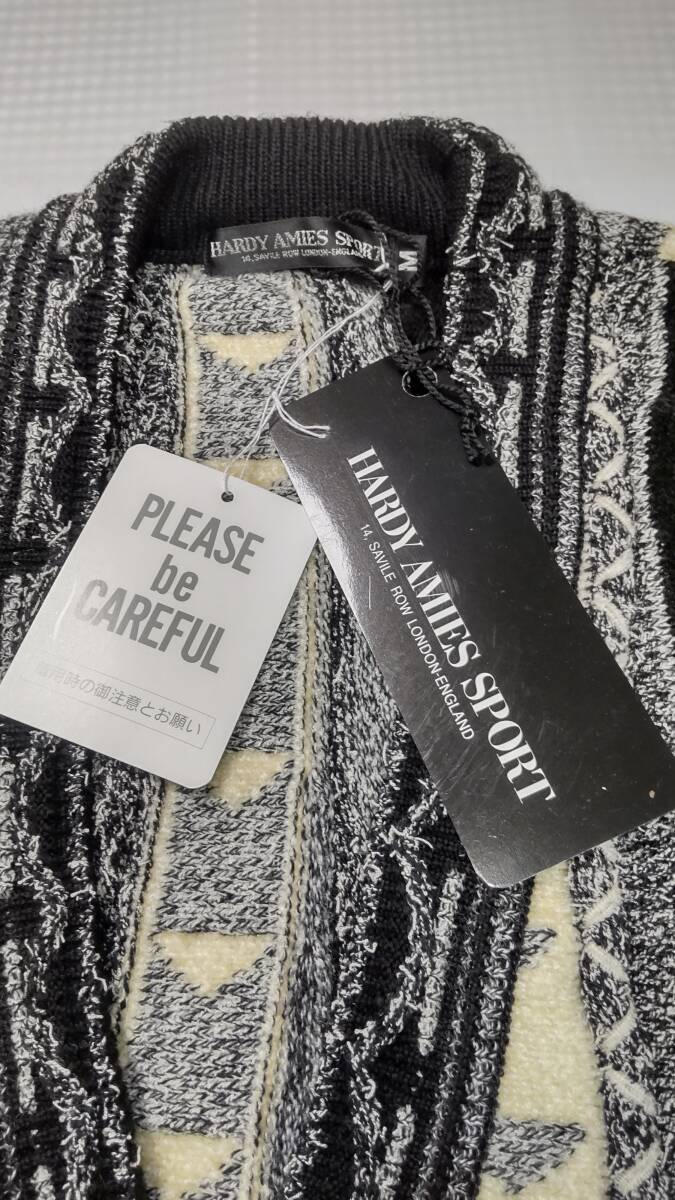 HARDY AMIES SPORT
14, SAVILE ROW LONDON-ENGLAND
M
PLEASE
be
CAREFUL
着用時の御注意とお願い
HARDY AMIES SPORT
14, SAVILE ROW LONDON-ENGLAND